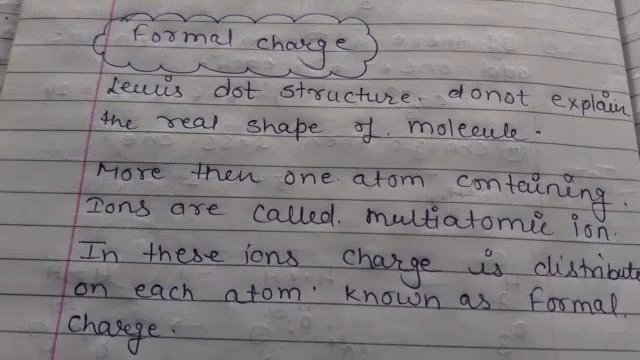 Formal charge
Lewis dot structure. donot explain
the real shape of molecule.
More then one atom containing.
Ions are called multiatomic ion.
In these ions charge is distribute
on each atom. known as formal.
charge.